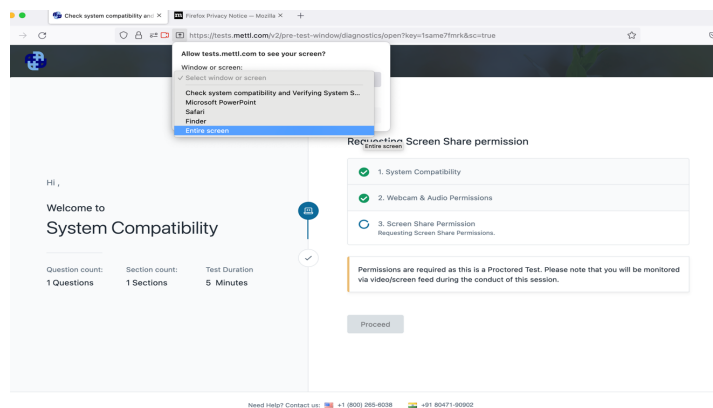 Check system compatibility and
Firefox Privacy Notice — Mozilla
https://tests.mettl.com/v2/pre-test-window/diagnostics/open?key=1same7fmrk&sc=true
Allow tests.mettl.com to see your screen?
Window or screen:
Select window or screen
Check system compatibility and Verifying System S...
Microsoft PowerPoint
Safari
Finder
Entire screen
Entire screen
Requesting Screen Share permission
1. System Compatibility
2. Webcam & Audio Permissions
3. Screen Share Permission
Requesting Screen Share Permissions.
Hi ,
Welcome to
System Compatibility
Question count: Section count: Test Duration
1 Questions 1 Sections 5 Minutes
Permissions are required as this is a Proctored Test. Please note that you will be monitored
via video/screen feed during the conduct of this session.
Proceed
Need Help? Contact us: +1 (800) 265-6038 +91 80471-90902